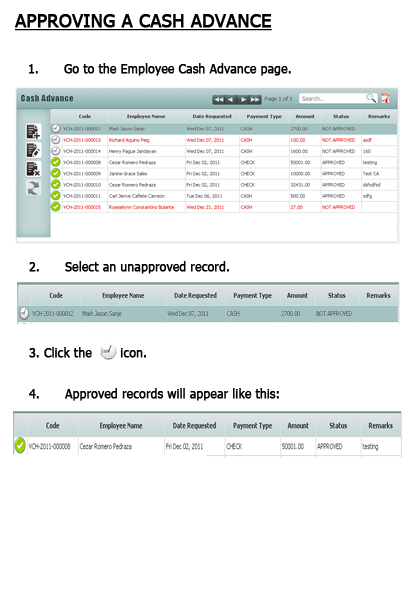 APPROVING A CASH ADVANCE
1. Go to the Employee Cash Advance page.
Cash Advance Page 1 of 1 Search...
Code Employee Name Date Requested Payment Type Amount Status Remarks
VCH-2011-000012 Mark Jason Sanje Wed Dec 07, 2011 CASH 2700.00 NOT APPROVED
VCH-2011-000013 Richard Aquino Peig Wed Dec 07, 2011 CASH 100.00 NOT APPROVED asdf
VCH-2011-000014 Henry Pague Jandayan Wed Dec 07, 2011 CASH 1600.00 NOT APPROVED 160
VCH-2011-000008 Cezar Romero Pedraza Fri Dec 02, 2011 CHECK 50001.00 APPROVED testing
VCH-2011-000009 Janine Grace Sales Fri Dec 02, 2011 CHECK 10000.00 APPROVED Test CA
VCH-2011-000010 Cezar Romero Pedraza Fri Dec 02, 2011 CHECK 32431.00 APPROVED dsfsdfsd
VCH-2011-000011 Carl Jerive Cañete Carreon Tue Dec 06, 2011 CASH 500.00 APPROVED sdfg
VCH-2011-000015 Constantino Bulante Wed Dec 21, 2011 CASH 27.00 NOT APPROVED
2. Select an unapproved record.
Code Employee Name Date Requested Payment Type Amount Status Remarks
VCH-2011-000012 Mark Jason Sanje Wed Dec 07, 2011 CASH 2700.00 NOT APPROVED
3. Click the icon.
4. Approved records will appear like this:
Code Employee Name Date Requested Payment Type Amount Status Remarks
VCH-2011-000008 Cezar Romero Pedraza Fri Dec 02, 2011 CHECK 50001.00 APPROVED testing